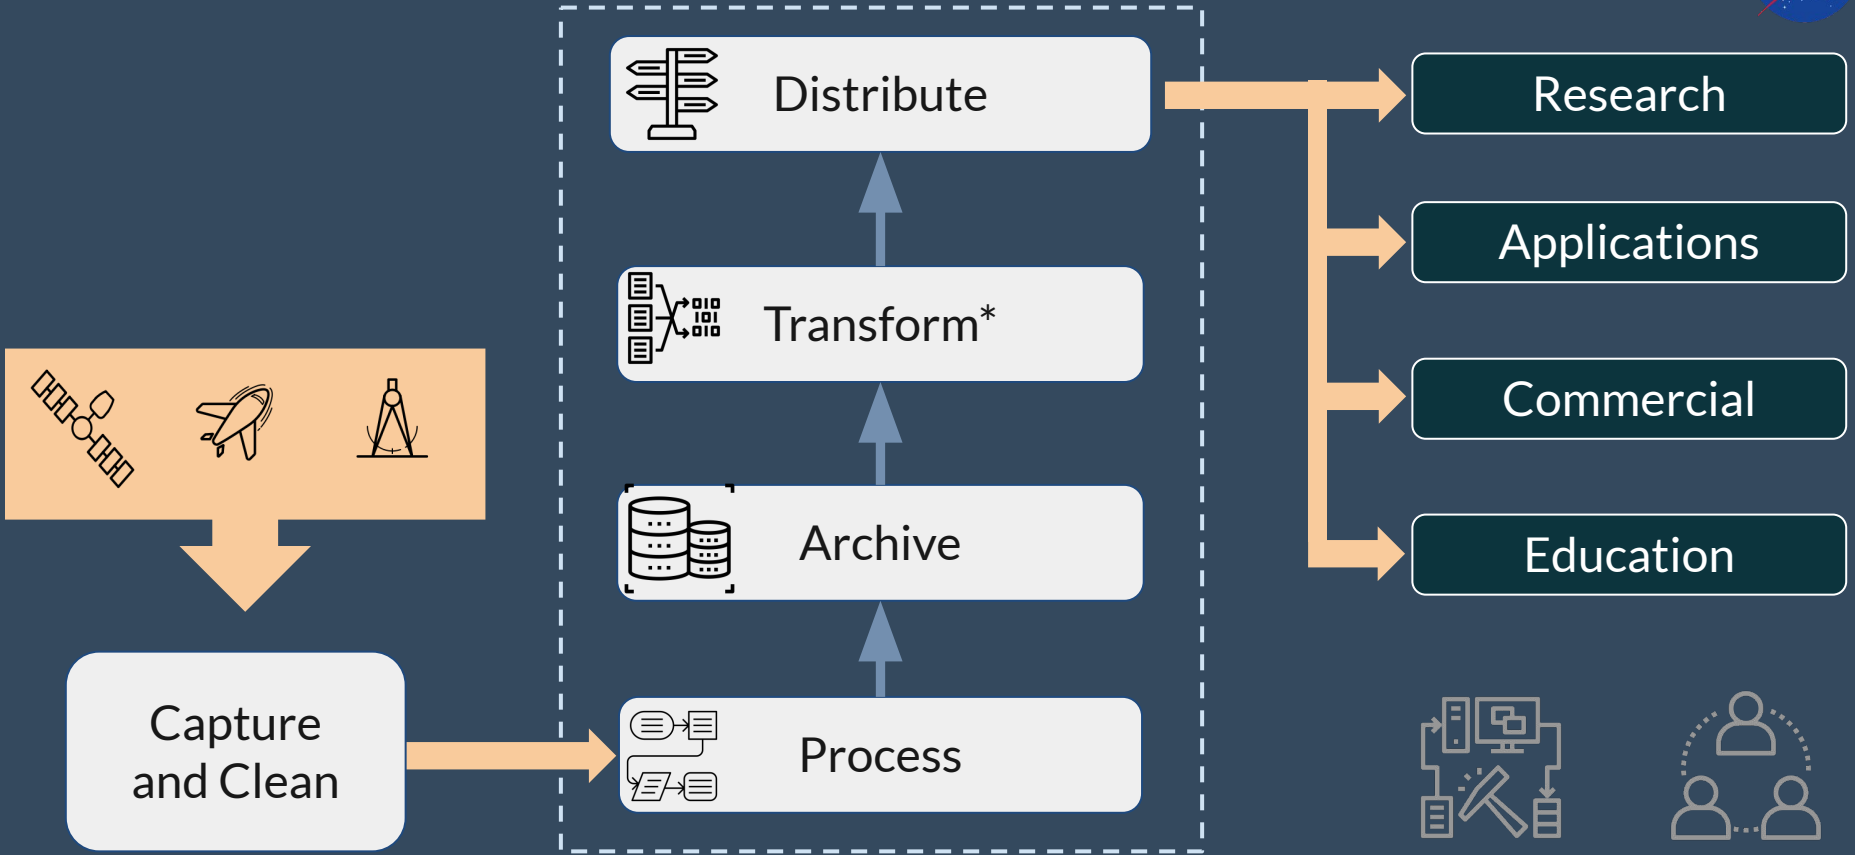 Distribute
Research
Applications
Transform*
Commercial
Archive
Education
Capture
and Clean
Process